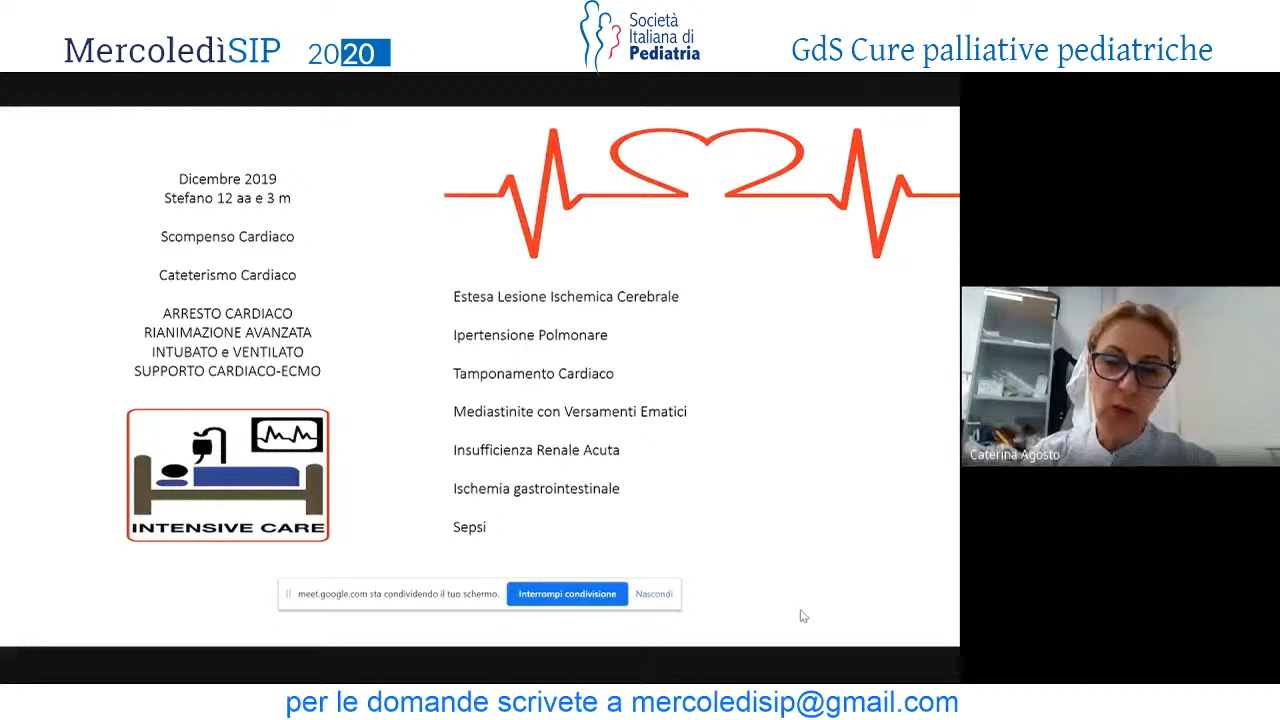 MercoledìSIP 2020
Società
Italiana di
Pediatria
GdS Cure palliative pediatriche
Dicembre 2019
Stefano 12 aa e 3 m
Scompenso Cardiaco
Cateterismo Cardiaco
ARRESTO CARDIACO
RIANIMAZIONE AVANZATA
INTUBATO e VENTILATO
SUPPORTO CARDIACO-ECMO
INTENSIVE CARE
Estesa Lesione Ischemica Cerebrale
Ipertensione Polmonare
Tamponamento Cardiaco
Mediastinite con Versamenti Ematici
Insufficienza Renale Acuta
Ischemia gastrointestinale
Sepsi
meet.google.com sta condividendo il tuo schermo. Interrompi condivisione Nascondi
Caterina Agosto
per le domande scrivete a mercoledisip@gmail.com